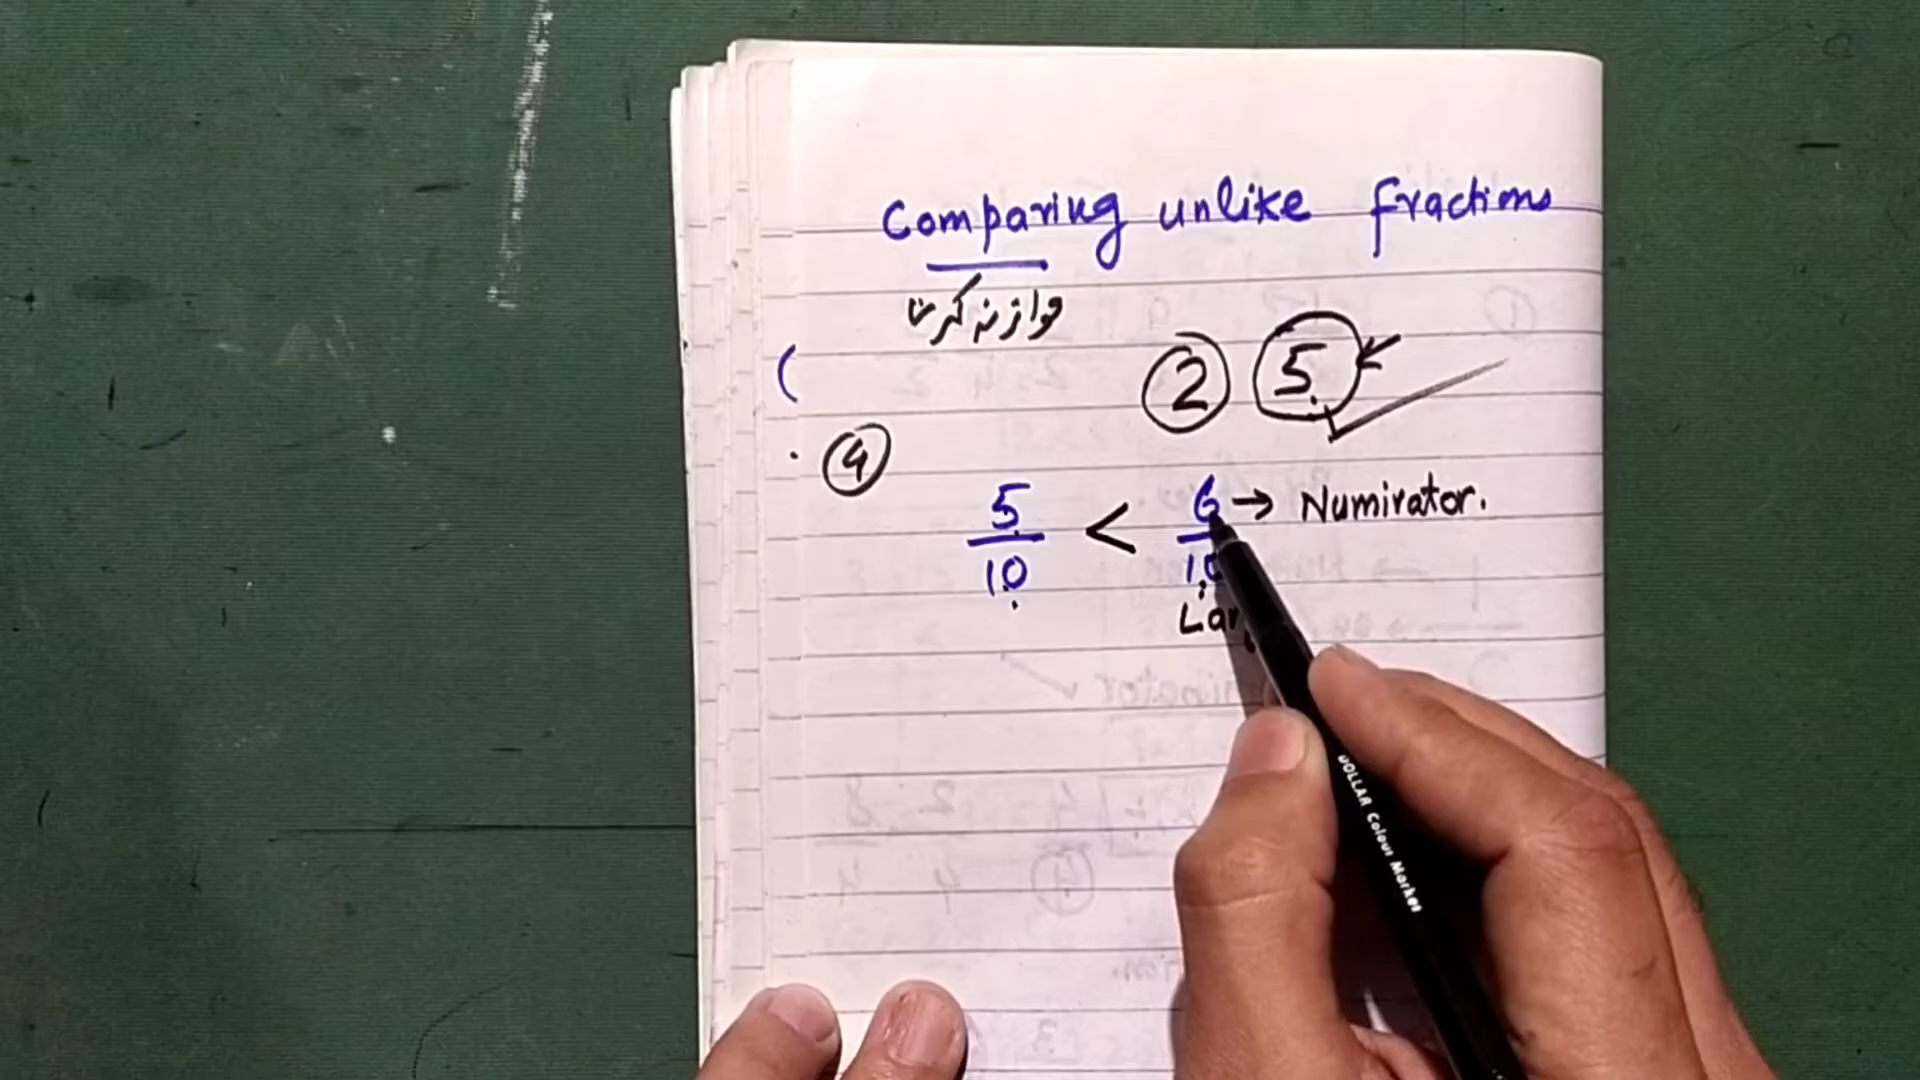 Comparing unlike fractions
موازنہ کرنا
(
2 5
4
5/10 < 6/10 → Numirator.
DOLLAR Colour Marker